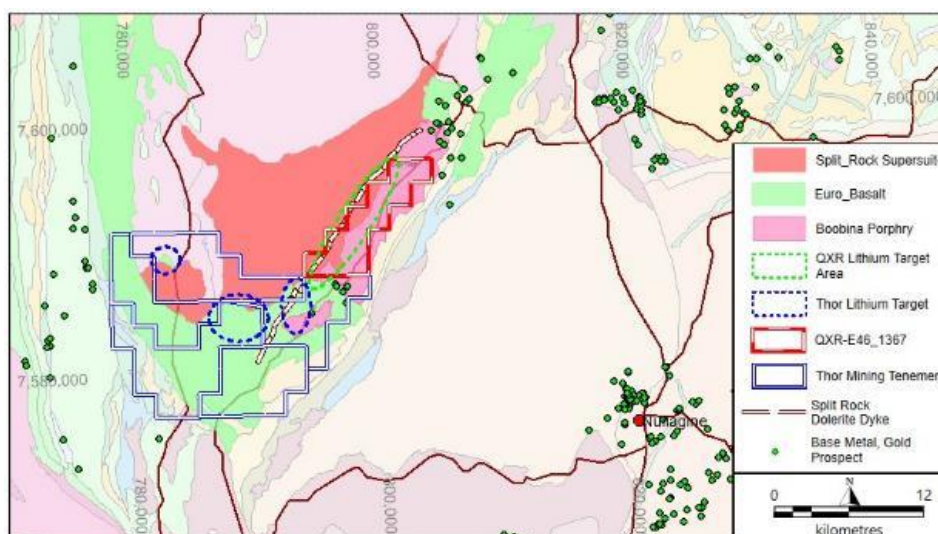 780,000
800,000
820,000
840,000
7,600,000
7,600,000
7,580,000
Nullagine
780,000
800,000
Split_Rock Supersuite
Euro_Basalt
Boobina Porphry
QXR Lithium Target
Area
Thor Lithium Target
QXR-E46_1367
Thor Mining Tenement
Split Rock
Dolerite Dyke
Base Metal, Gold
Prospect
N
0
12
kilometres